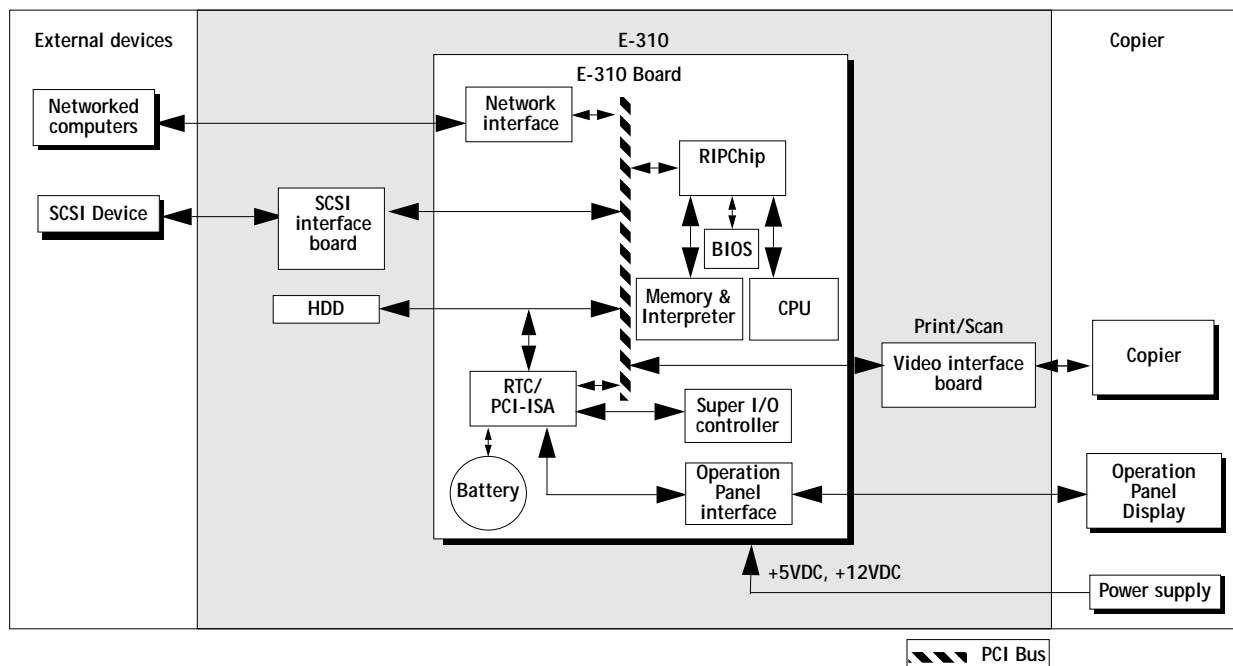 External devices
E-310
Copier
E-310 Board
Networked
computers
Network
interface
RIPChip
SCSI Device
SCSI
interface
board
BIOS
HDD
Memory &
Interpreter
CPU
Print/Scan
Video interface
board
Copier
RTC/
PCI-ISA
Super I/O
controller
Battery
Operation
Panel
interface
Operation
Panel
Display
+5VDC, +12VDC
Power supply
PCI Bus